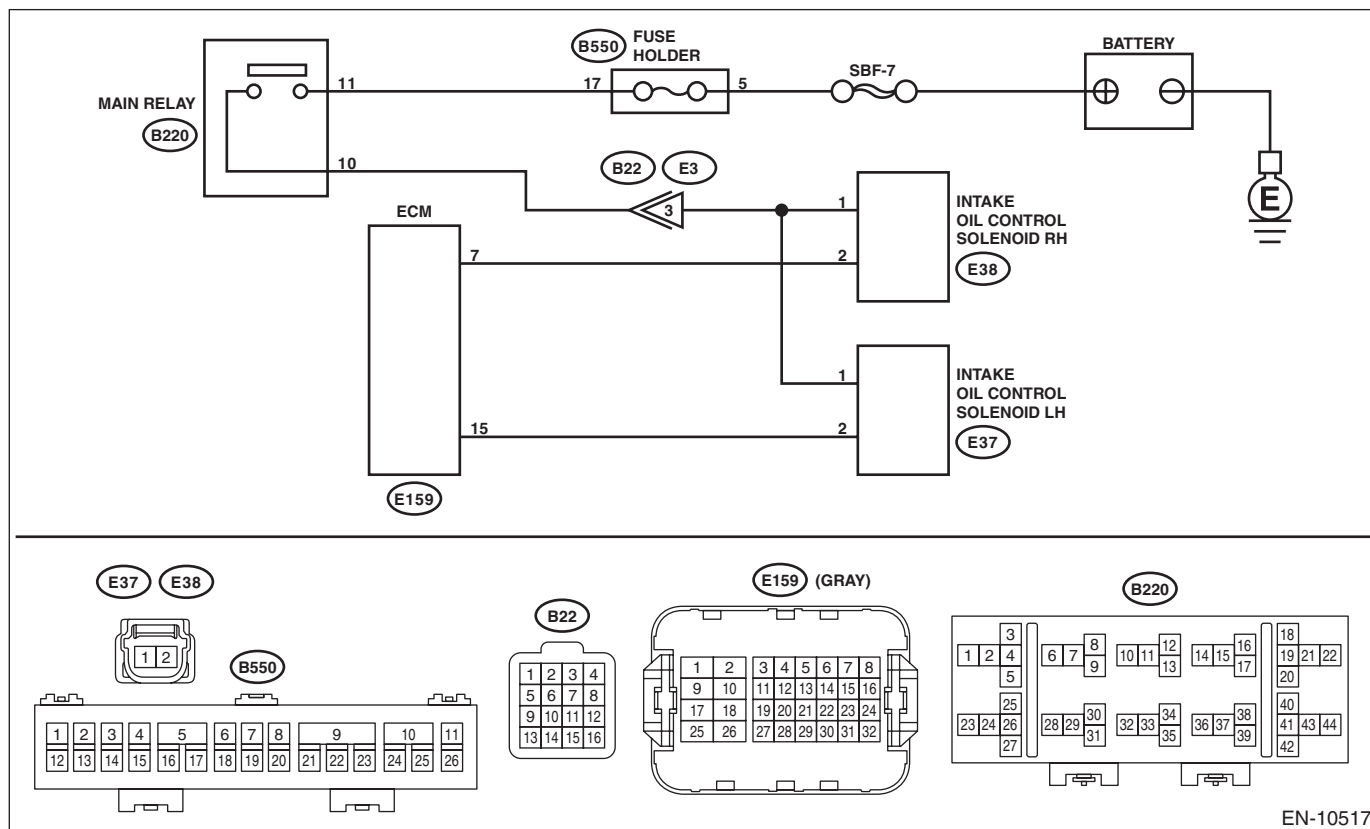 B550 FUSE
HOLDER
BATTERY
SBF-7
MAIN RELAY
B220
11
17
5
10
B22 E3
3
ECM
1
INTAKE
OIL CONTROL
SOLENOID RH
E38
7
2
E
1
INTAKE
OIL CONTROL
SOLENOID LH
E37
15
2
E159
E37 E38
1 2
B550
1 2 3 4 5 6 7 8 9 10 11
12 13 14 15 16 17 18 19 20 21 22 23 24 25 26
B22
1 2 3 4
5 6 7 8
9 10 11 12
13 14 15 16
E159 (GRAY)
1 2 3 4 5 6 7 8
9 10 11 12 13 14 15 16
17 18 19 20 21 22 23 24
25 26 27 28 29 30 31 32
B220
3 8 12 16 18
1 2 4 6 7 10 11 14 15 19 21 22
5 9 13 17 20
25 30 34 38 40
23 24 26 28 29 32 33 36 37 41 43 44
27 31 35 39 42
EN-10517